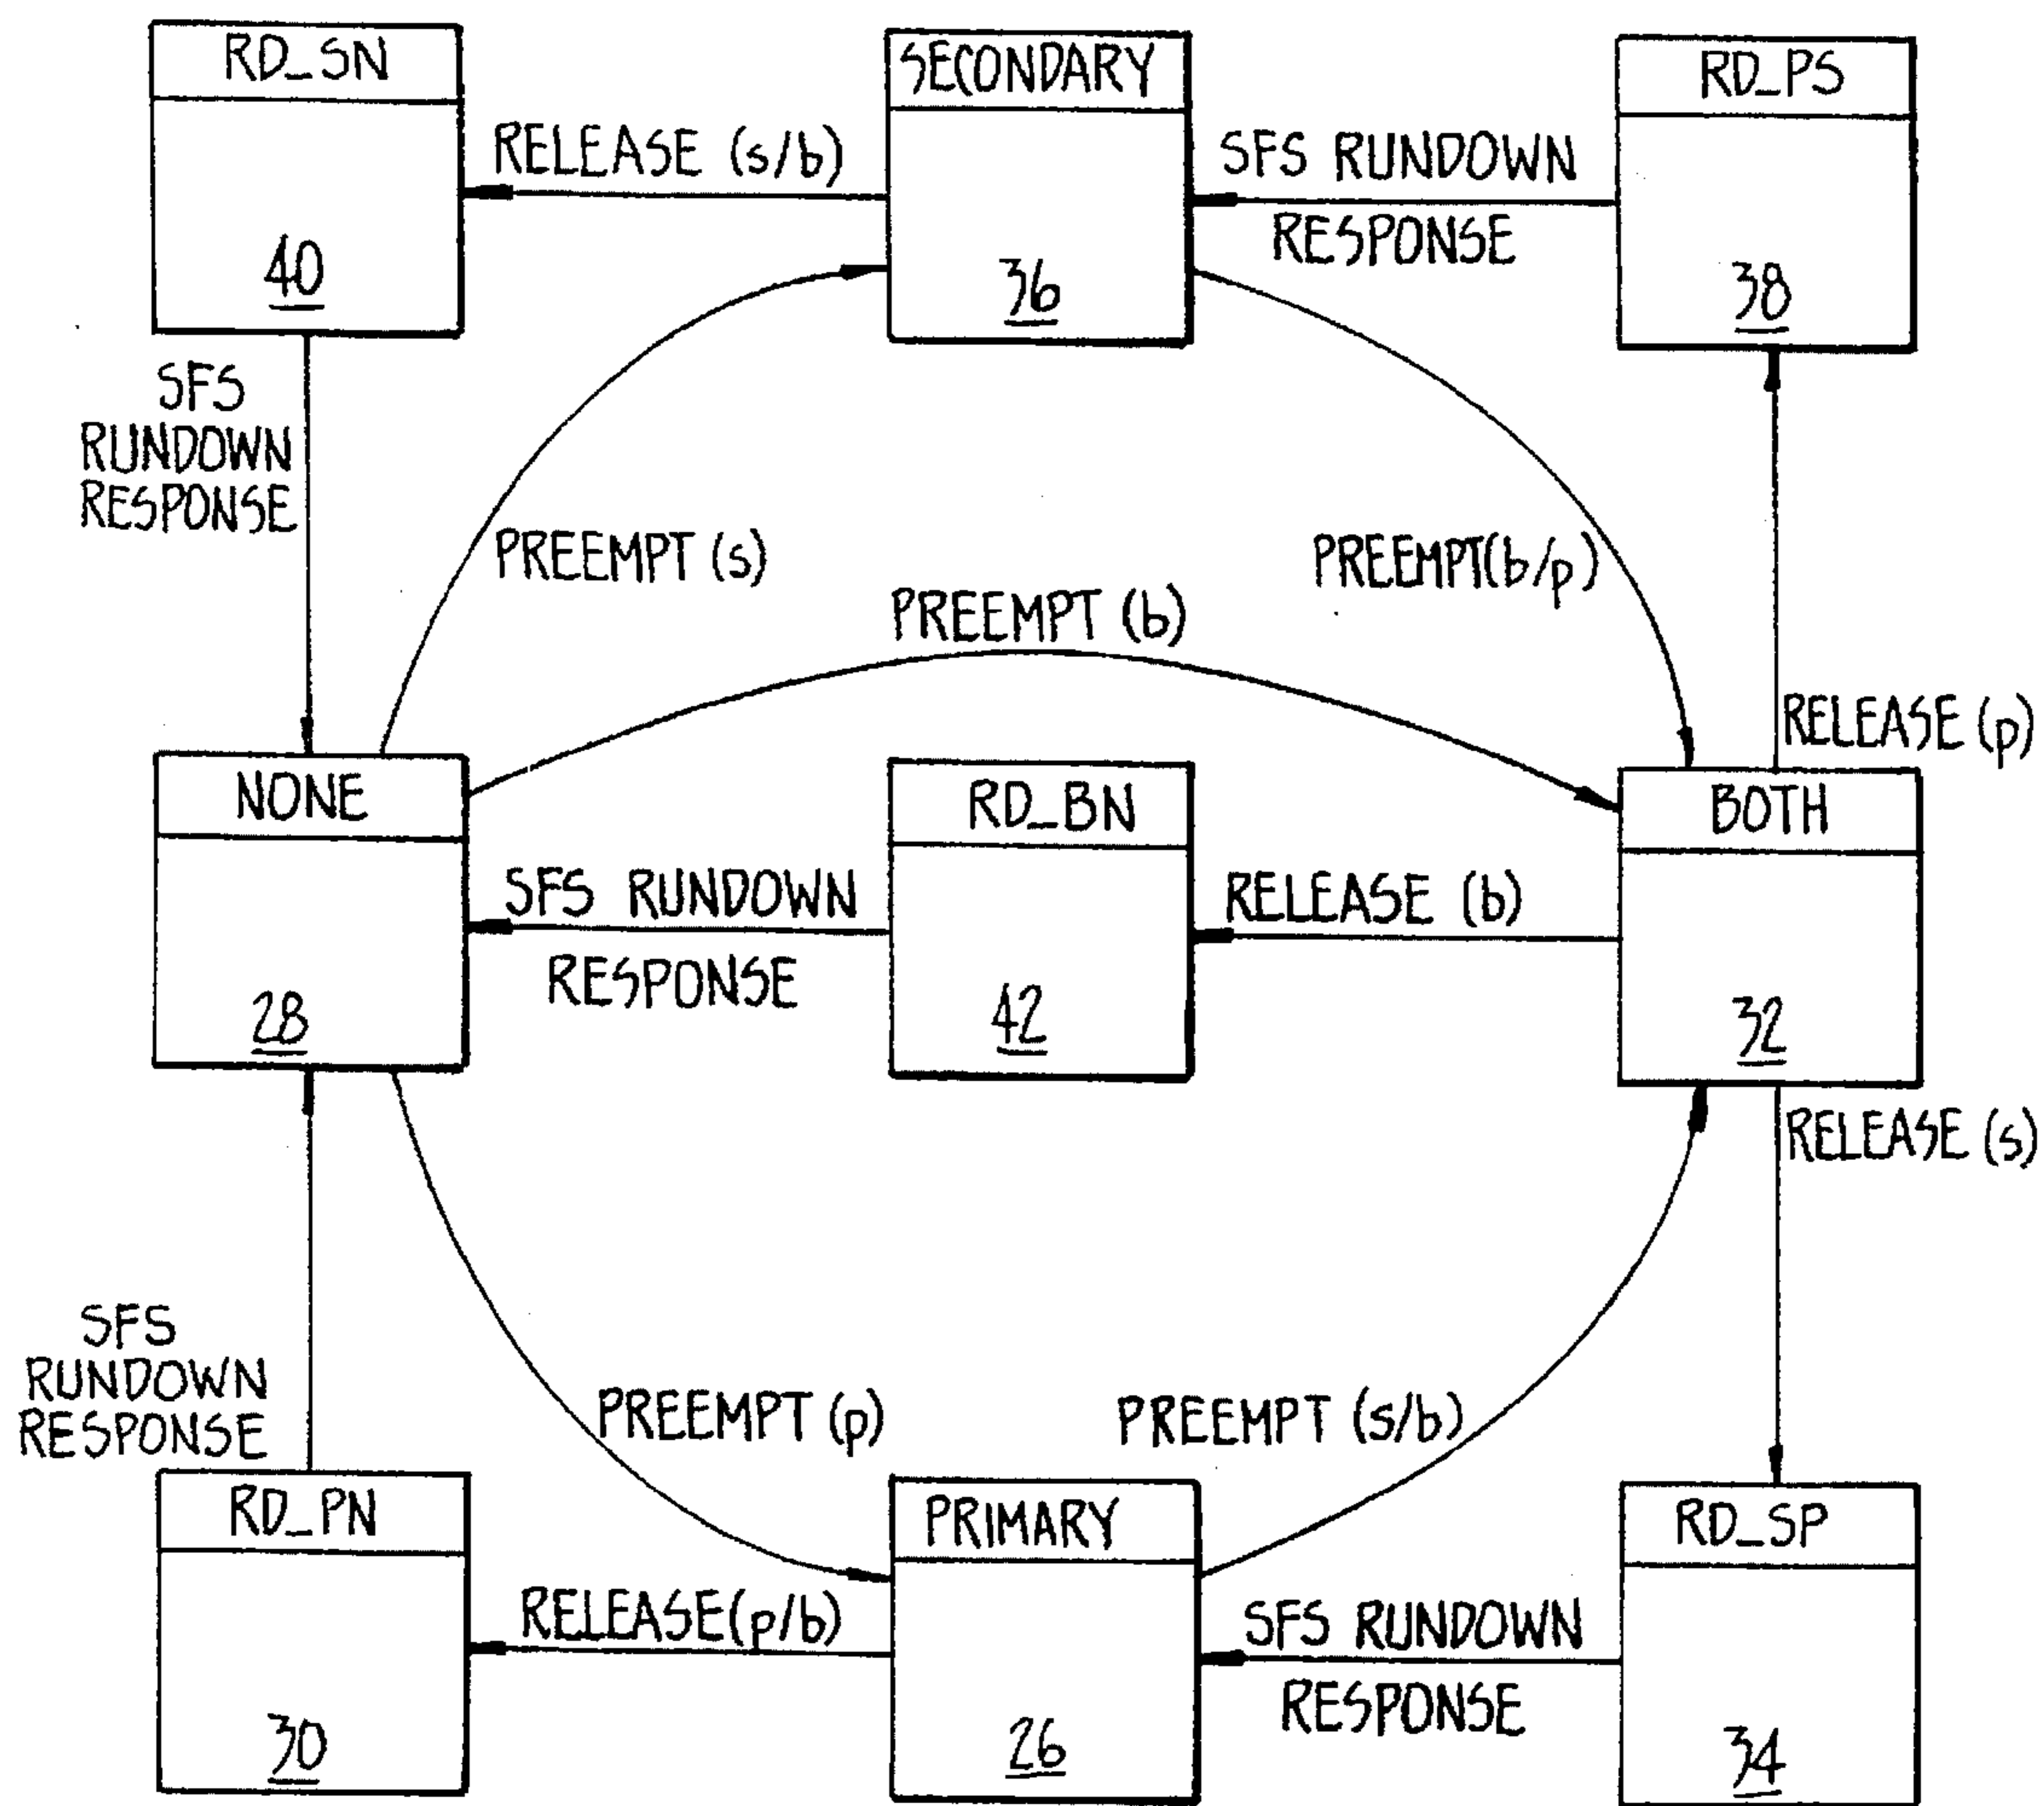 RD_SN
SECONDARY
RD_PS
RELEASE (s/b)
SFS RUNDOWN
RESPONSE
40
36
38
SFS
RUNDOWN
RESPONSE
PREEMPT (s)
PREEMPT(b/p)
PREEMPT (b)
RELEASE (p)
NONE
RD_BN
BOTH
SFS RUNDOWN
RESPONSE
RELEASE (b)
28
42
32
RELEASE (s)
SFS
RUNDOWN
RESPONSE
PREEMPT (p)
PREEMPT (s/b)
RD_PN
PRIMARY
RD_SP
RELEASE(p/b)
SFS RUNDOWN
RESPONSE
30
26
34